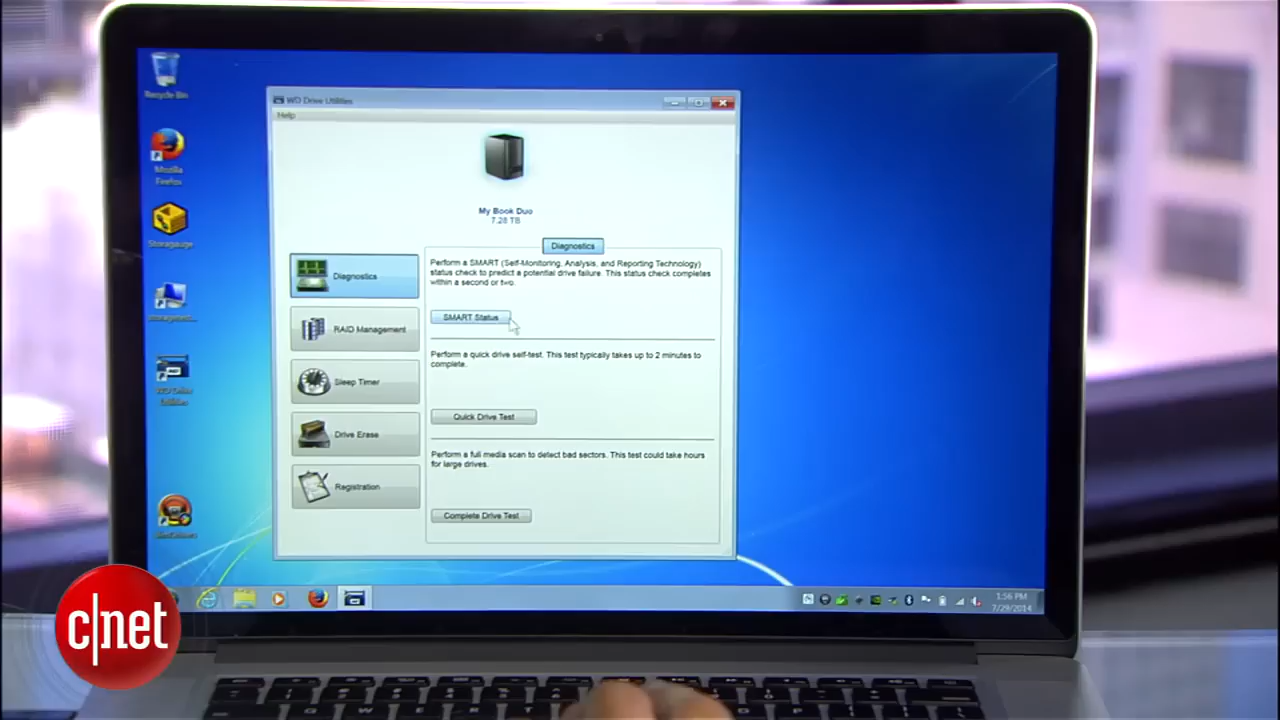 Recycle Bin
Mozilla
Firefox
Storagauge
WD Drive Utilities
Help
My Book Duo
7.28 TB
Diagnostics
Diagnostics
RAID Management
Sleep Timer
Drive Erase
Registration
Perform a SMART (Self-Monitoring, Analysis, and Reporting Technology)
status check to predict a potential drive failure. This status check completes
within a second or two.
SMART Status
Perform a quick drive self-test. This test typically takes up to 2 minutes to
complete.
Quick Drive Test
Perform a full media scan to detect bad sectors. This test could take hours
for large drives.
Complete Drive Test
1:56 PM
7/29/2014
c|net